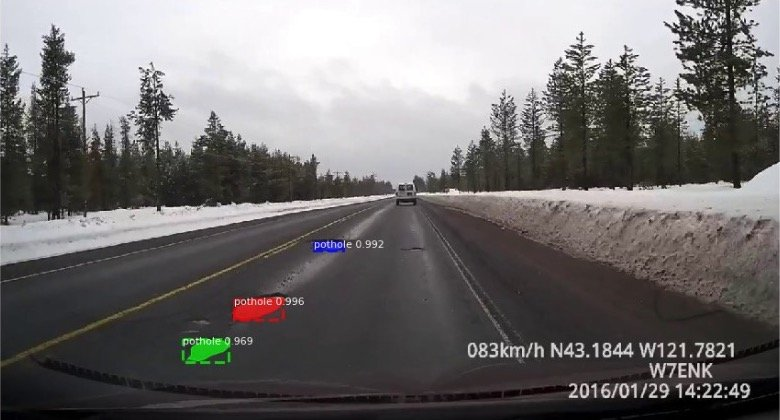 pothole 0.992
pothole 0.996
pothole 0.969
083km/h N43.1844 W121.7821
W7ENK
2016/01/29 14:22:49